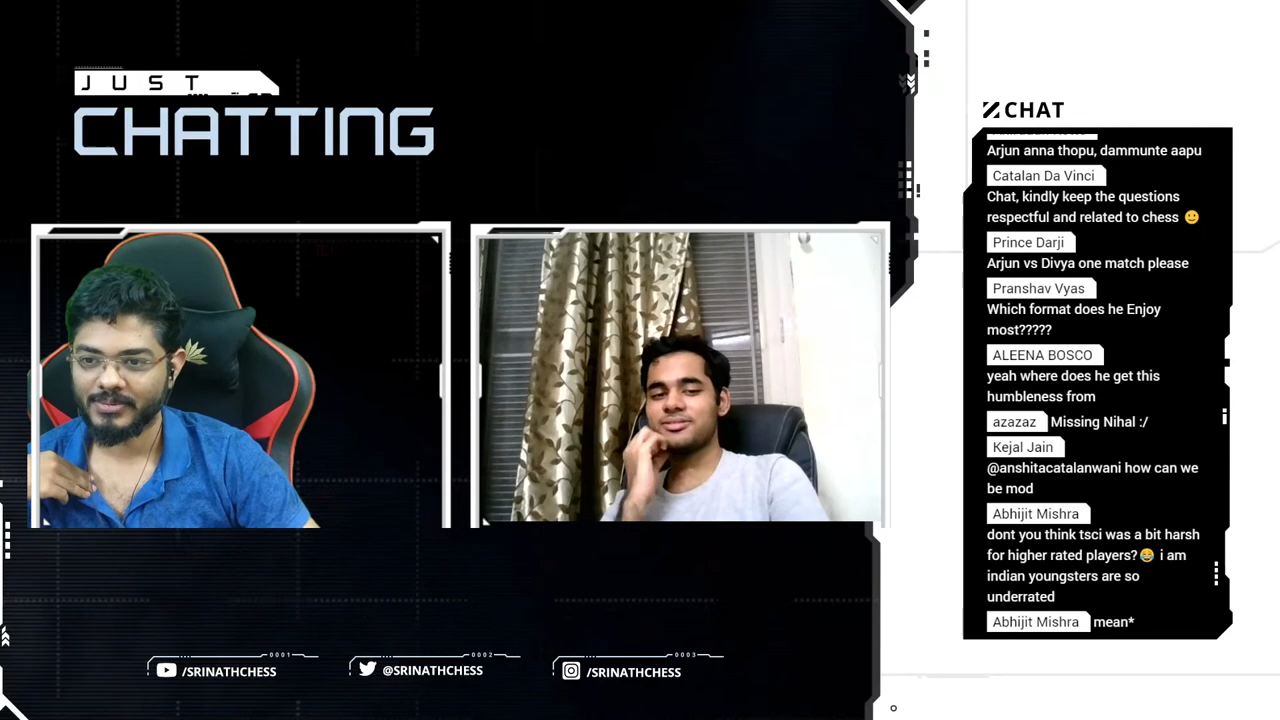 JUST
CHATTING
CHAT
Arjun anna thopu, dammunte aapu
Catalan Da Vinci
Chat, kindly keep the questions
respectful and related to chess 🙂
Prince Darji
Arjun vs Divya one match please
Pranshav Vyas
Which format does he Enjoy
most?????
ALEENA BOSCO
yeah where does he get this
humbleness from
azazaz Missing Nihal :/
Kejal Jain
@anshitacatalanwani how can we
be mod
Abhijit Mishra
dont you think tsci was a bit harsh
for higher rated players?😂 i am
indian youngsters are so
underrated
Abhijit Mishra mean*
0001
/SRINATHCHESS
0002
@SRINATHCHESS
0003
/SRINATHCHESS